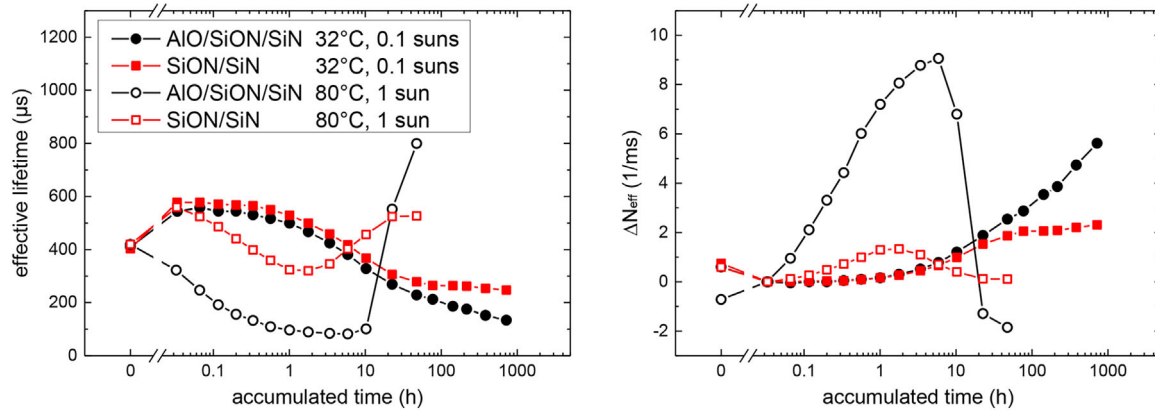 1200
1000
800
600
400
200
0
effective lifetime (µs)
AlO/SiON/SiN 32°C, 0.1 suns
SiON/SiN 32°C, 0.1 suns
AlO/SiON/SiN 80°C, 1 sun
SiON/SiN 80°C, 1 sun
0 0.1 1 10 100 1000
accumulated time (h)
10
8
6
4
2
0
-2
ΔNeff (1/ms)
0 0.1 1 10 100 1000
accumulated time (h)